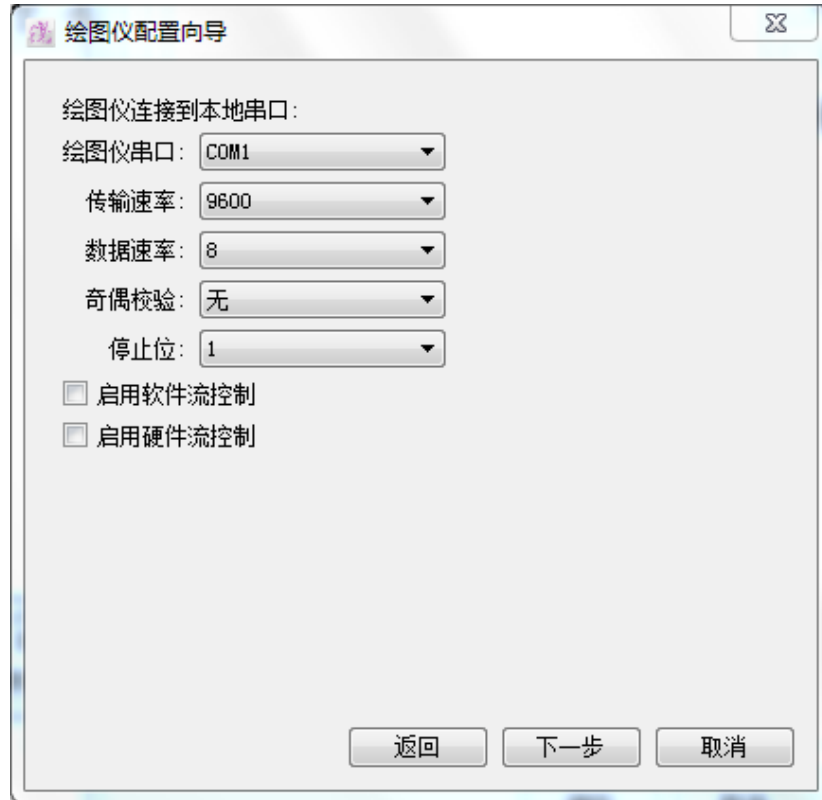 绘图仪配置向导
绘图仪连接到本地串口:
绘图仪串口: COM1
传输速率: 9600
数据速率: 8
奇偶校验: 无
停止位: 1
启用软件流控制
启用硬件流控制
返回 下一步 取消